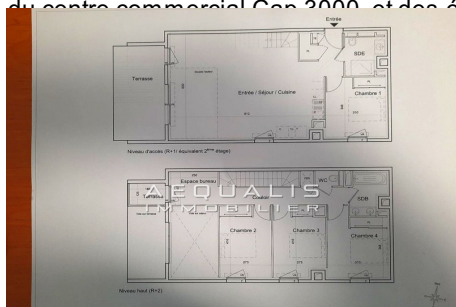 du centre commercial Cap 3000, et des é
Entrée
SDE
Terrasse
Entrée / Séjour / Cuisine
Chambre 1
Niveau d'accès (R+1/ équivalent 2ème étage)
Espace bureau
WC
Terrasse
AEQUALIS
IMMOBILIER
Couloir
SDB
Chambre 2
Chambre 3
Chambre 4
Niveau haut (R+2)